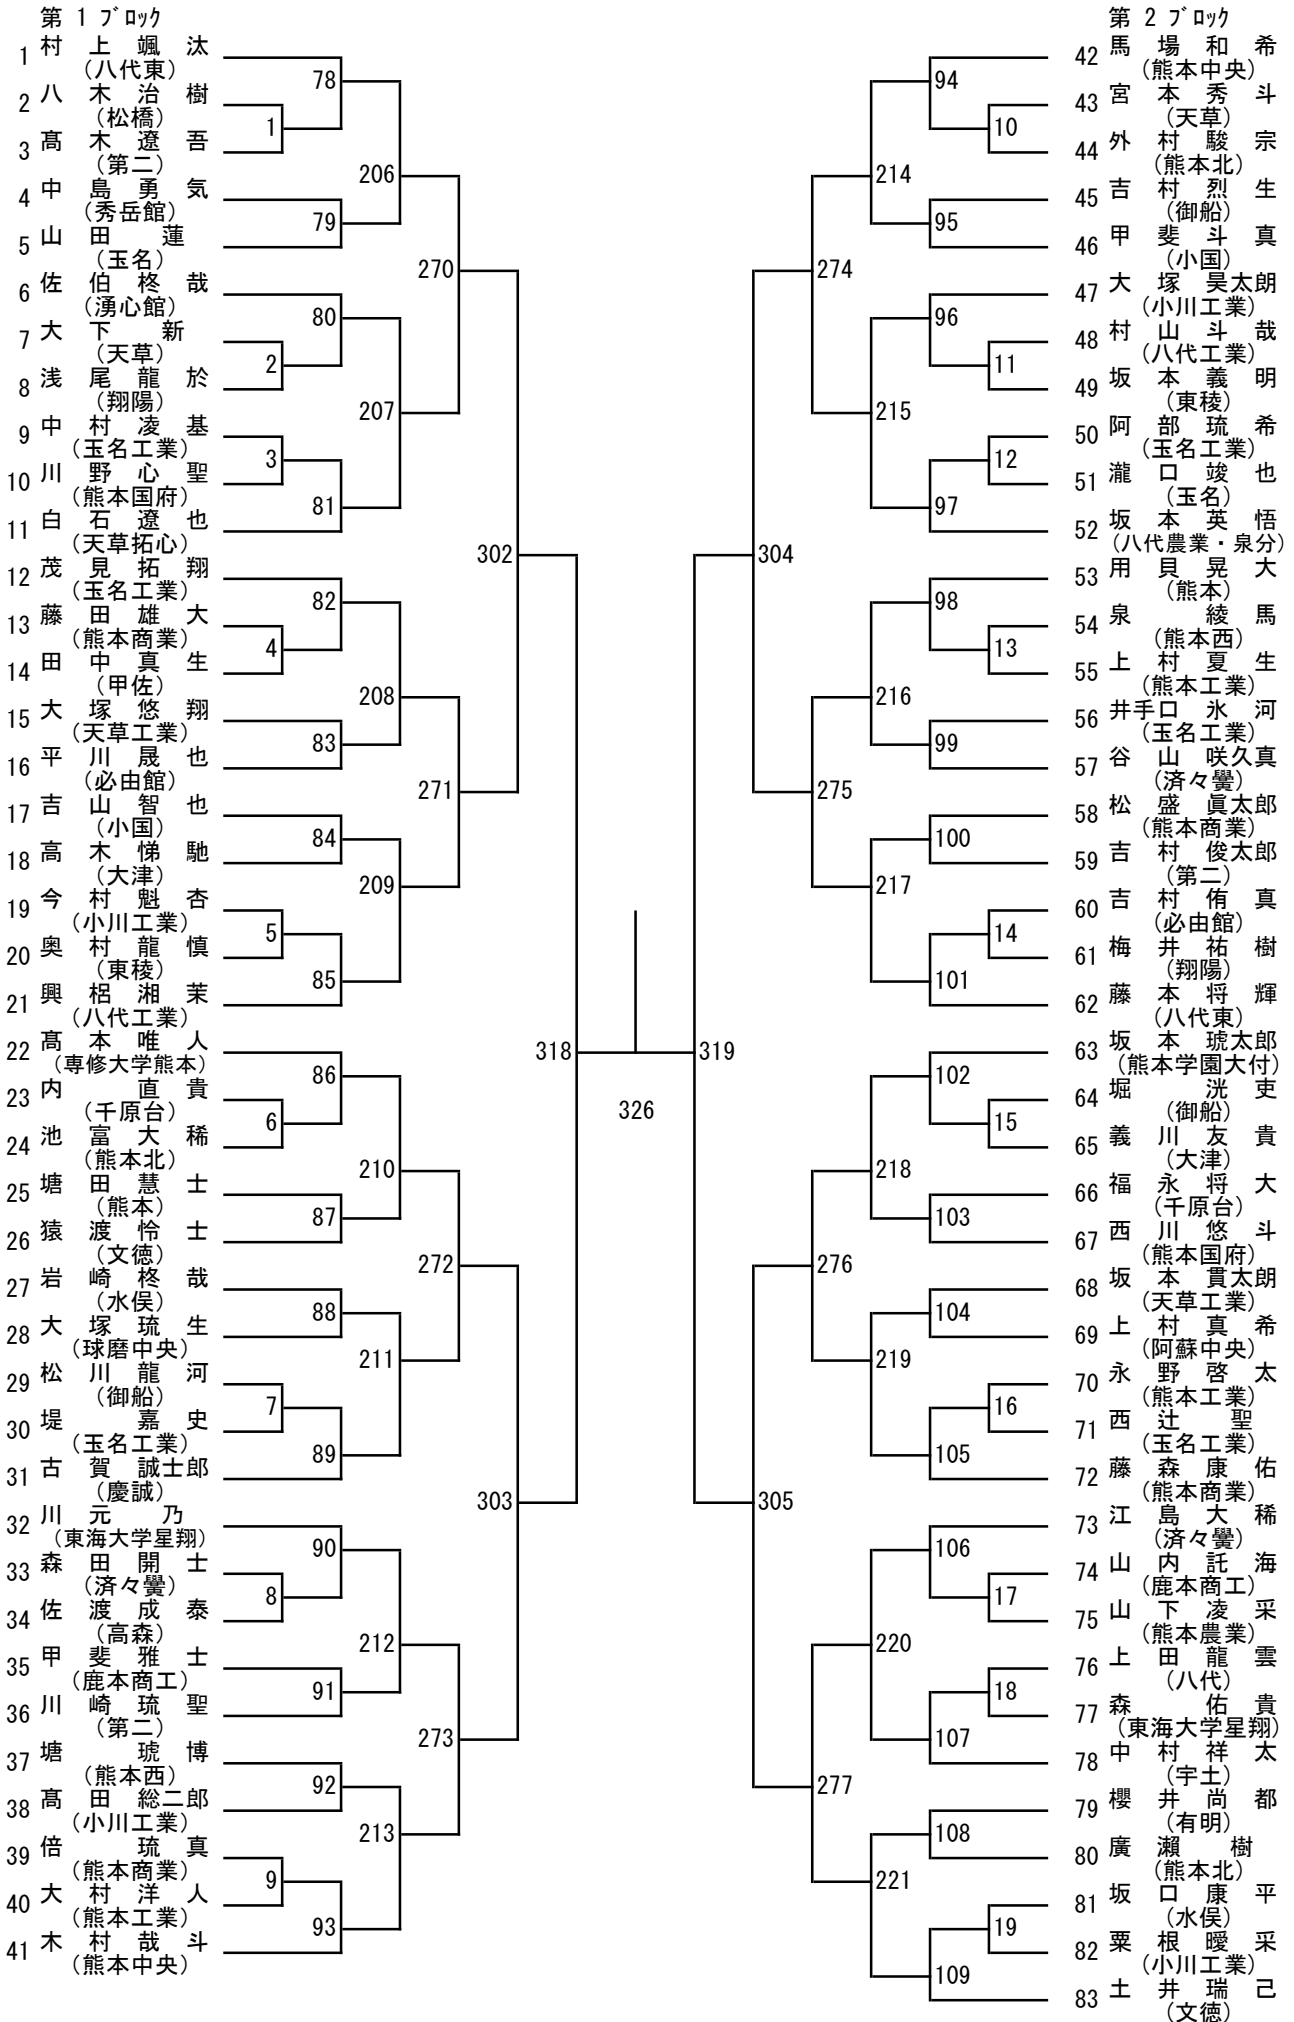 第 1 ブロック
1 村上颯汰
(八代東)
2 八木治樹
(松橋)
3 髙木遼吾
(第二)
4 中島勇気
(秀岳館)
5 山田蓮
(玉名)
6 佐伯柊哉
(湧心館)
7 大下新
(天草)
8 浅尾龍於
(翔陽)
9 中村凌基
(玉名工業)
10 川野心聖
(熊本国府)
11 白石遼也
(天草拓心)
12 茂見拓翔
(玉名工業)
13 藤田雄大
(熊本商業)
14 田中真生
(甲佐)
15 大塚悠翔
(天草工業)
16 平川晟也
(必由館)
17 吉山智也
(小国)
18 高木悌馳
(大津)
19 今村魁杏
(小川工業)
20 奥村龍慎
(東稜)
21 興梠湘茉
(八代工業)
22 髙本唯人
(専修大学熊本)
23 内直貴
(千原台)
24 池富大稀
(熊本北)
25 塘田慧士
(熊本)
26 猿渡怜士
(文徳)
27 岩崎柊哉
(水俣)
28 大塚琉生
(球磨中央)
29 松川龍河
(御船)
30 堤嘉史
(玉名工業)
31 古賀誠士郎
(慶誠)
32 川元乃
(東海大学星翔)
33 森田開士
(済々黌)
34 佐渡成泰
(高森)
35 甲斐雅士
(鹿本商工)
36 川崎琉聖
(第二)
37 塘琥博
(熊本西)
38 髙田総二郎
(小川工業)
39 倍琉真
(熊本商業)
40 大村洋人
(熊本工業)
41 木村哉斗
(熊本中央)
1
2
3
4
5
6
7
8
9
78
79
80
81
82
83
84
85
86
87
88
89
90
91
92
93
206
207
208
209
210
211
212
213
270
271
272
273
302
303
318
326
319
304
305
274
275
276
277
214
215
216
217
218
219
220
221
94
95
96
97
98
99
100
101
102
103
104
105
106
107
108
109
10
11
12
13
14
15
16
17
18
19
第 2 ブロック
42 馬場和希
(熊本中央)
43 宮本秀斗
(天草)
44 外村駿宗
(熊本北)
45 吉村烈生
(御船)
46 甲斐斗真
(小国)
47 大塚昊太朗
(小川工業)
48 村山斗哉
(八代工業)
49 坂本義明
(東稜)
50 阿部琉希
(玉名工業)
51 瀧口竣也
(玉名)
52 坂本英悟
(八代農業・泉分)
53 用貝晃大
(熊本)
54 泉綾馬
(熊本西)
55 上村夏生
(熊本工業)
56 井手口氷河
(玉名工業)
57 谷山咲久真
(済々黌)
58 松盛眞太郎
(熊本商業)
59 吉村俊太郎
(第二)
60 吉村侑真
(必由館)
61 梅井祐樹
(翔陽)
62 藤本将輝
(八代東)
63 坂本琥太郎
(熊本学園大付)
64 堀洸吏
(御船)
65 義川友貴
(大津)
66 福永将大
(千原台)
67 西川悠斗
(熊本国府)
68 坂本貫太朗
(天草工業)
69 上村真希
(阿蘇中央)
70 永野啓太
(熊本工業)
71 西辻聖
(玉名工業)
72 藤森康佑
(熊本商業)
73 江島大稀
(済々黌)
74 山内託海
(鹿本商工)
75 山下凌采
(熊本農業)
76 上田龍雲
(八代)
77 森佑貴
(東海大学星翔)
78 中村祥太
(宇土)
79 櫻井尚都
(有明)
80 廣瀬樹
(熊本北)
81 坂口康平
(水俣)
82 粟根曖采
(小川工業)
83 土井瑞己
(文徳)